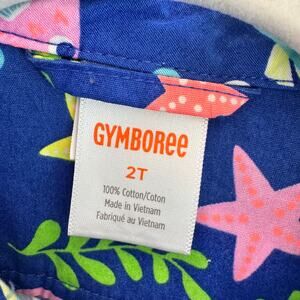 GYMBOREE
2T
100% Cotton/Coton
Made in Vietnam
Fabriqué au Vietnam